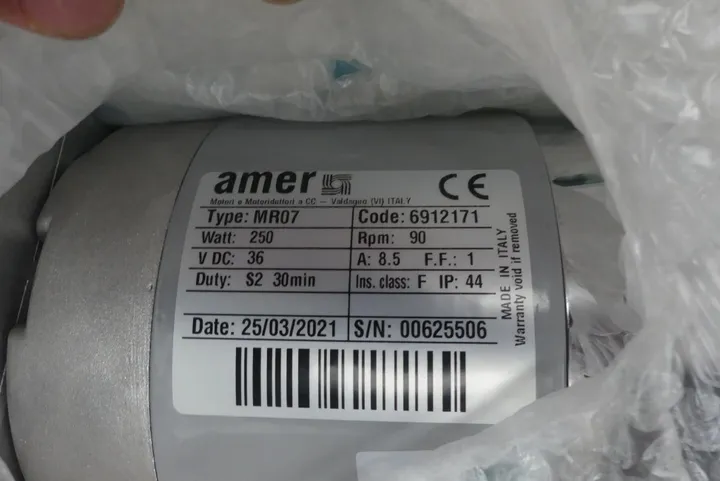 amer
CE
Motori e Motoriduttori a CC – Valdagno (VI) ITALY
Type: MR07 Code: 6912171
Watt: 250 Rpm: 90
V DC: 36 A: 8.5 F.F.: 1
Duty: S2 30min Ins. class: F IP: 44
Date: 25/03/2021 S/N: 00625506
MADE IN ITALY
Warranty void if removed